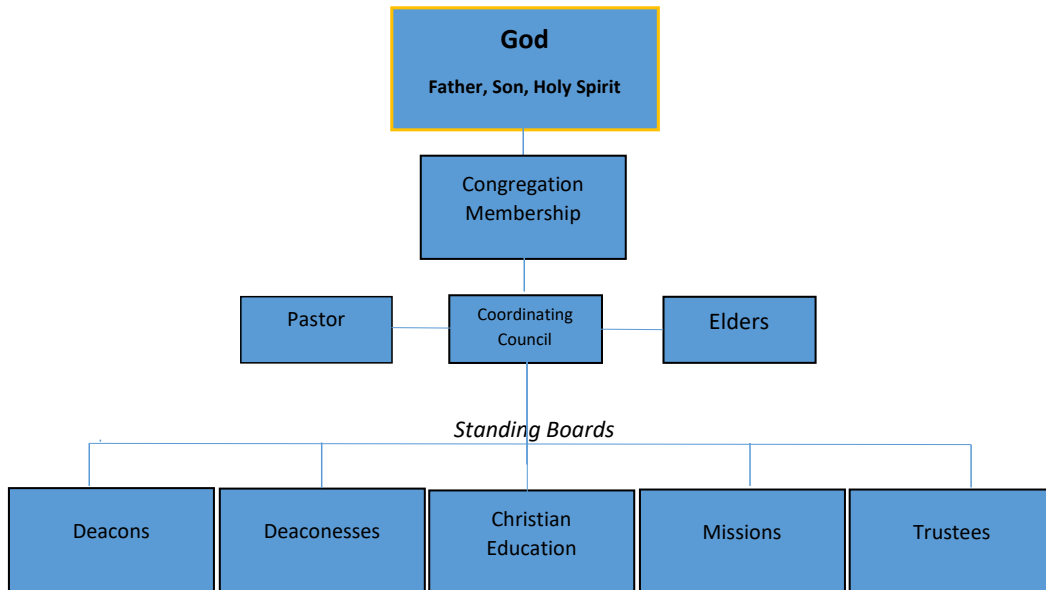 God
Father, Son, Holy Spirit
Congregation
Membership
Pastor
Coordinating
Council
Elders
Standing Boards
Deacons
Deaconesses
Christian
Education
Missions
Trustees